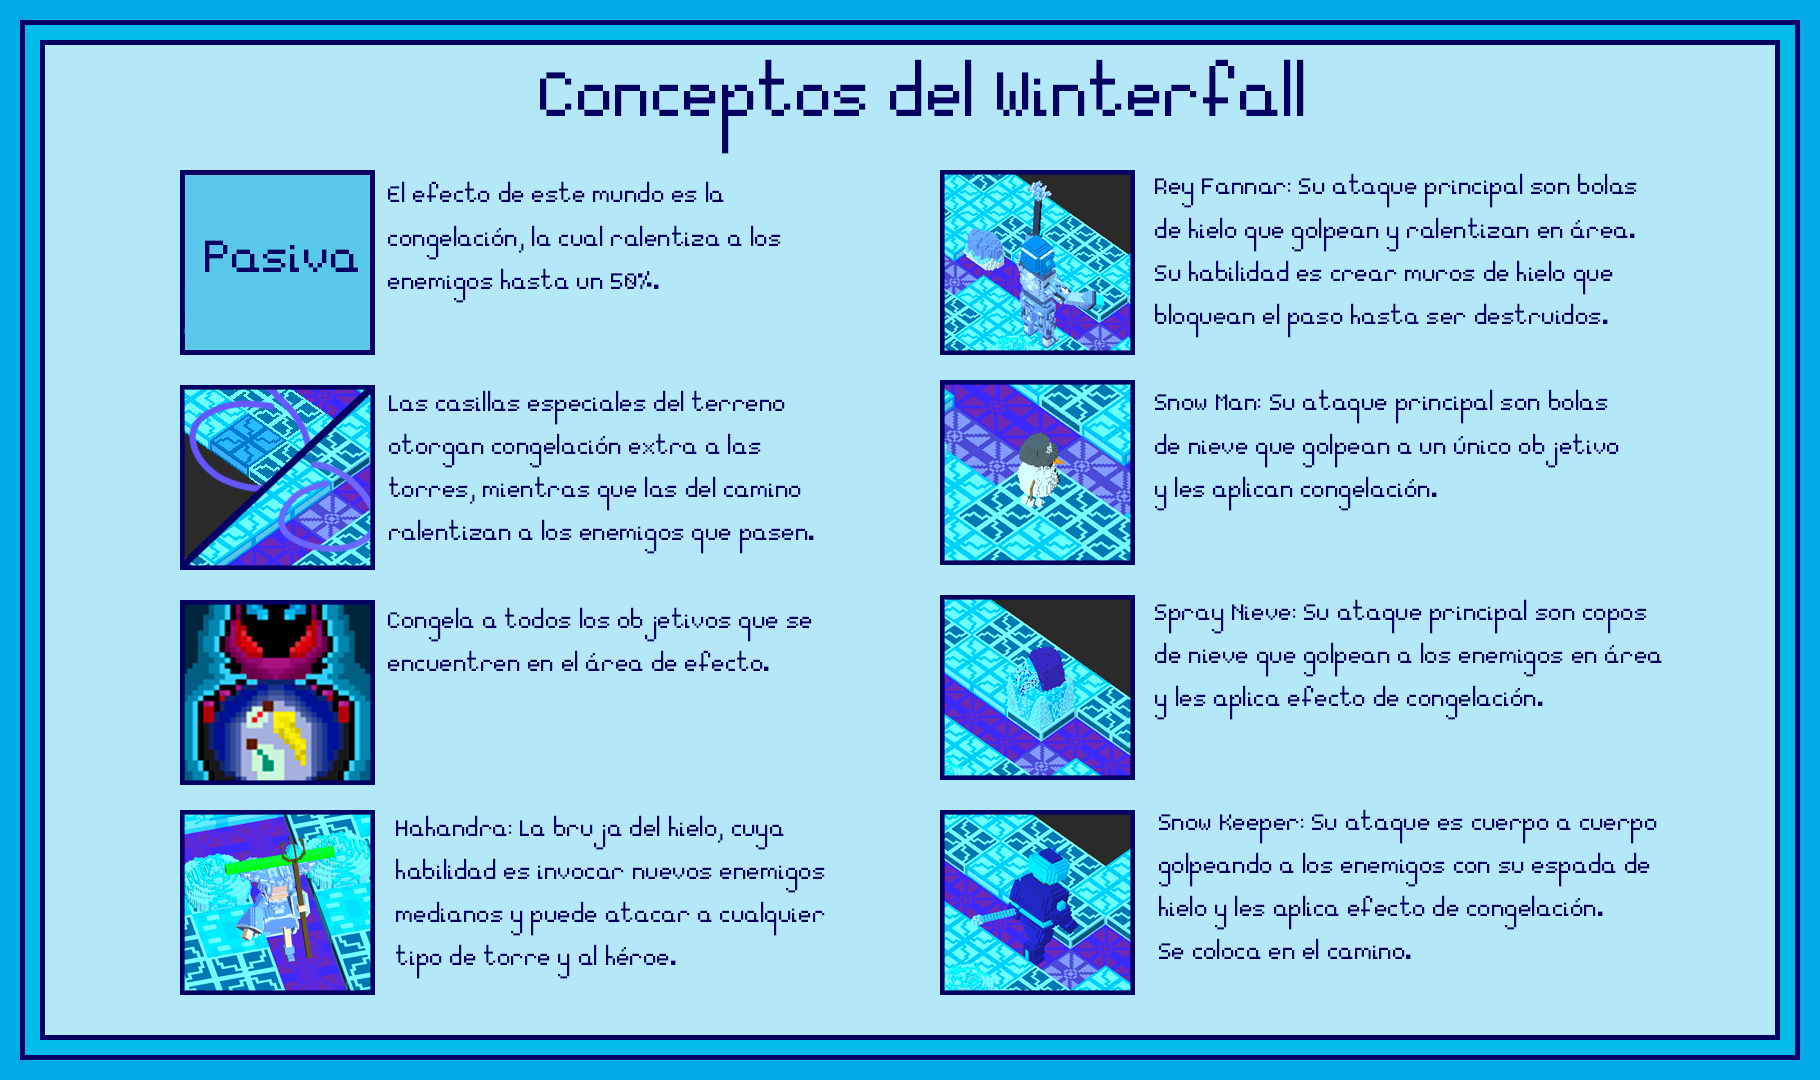 Conceptos del Winterfall
Pasiva
El efecto de este mundo es la
congelación, la cual ralentiza a los
enemigos hasta un 50%.
Las casillas especiales del terreno
otorgan congelación extra a las
torres, mientras que las del camino
ralentizan a los enemigos que pasen.
Congela a todos los objetivos que se
encuentren en el área de efecto.
Hahandra: La bruja del hielo, cuya
habilidad es invocar nuevos enemigos
medianos y puede atacar a cualquier
tipo de torre y al héroe.
Rey Fannar: Su ataque principal son bolas
de hielo que golpean y ralentizan en área.
Su habilidad es crear muros de hielo que
bloquean el paso hasta ser destruidos.
Snow Man: Su ataque principal son bolas
de nieve que golpean a un único objetivo
y les aplican congelación.
Spray Nieve: Su ataque principal son copos
de nieve que golpean a los enemigos en área
y les aplica efecto de congelación.
Snow Keeper: Su ataque es cuerpo a cuerpo
golpeando a los enemigos con su espada de
hielo y les aplica efecto de congelación.
Se coloca en el camino.